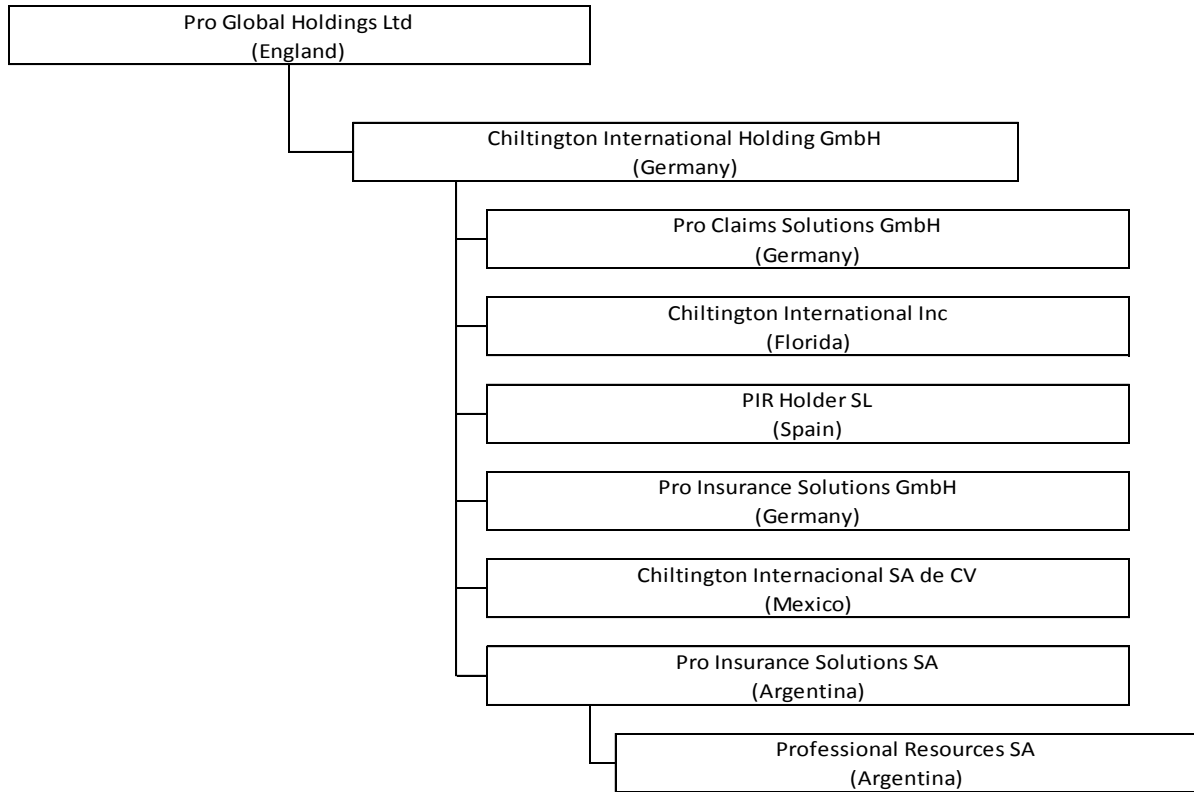 Pro Global Holdings Ltd
(England)
Chiltington International Holding GmbH
(Germany)
Pro Claims Solutions GmbH
(Germany)
Chiltington International Inc
(Florida)
PIR Holder SL
(Spain)
Pro Insurance Solutions GmbH
(Germany)
Chiltington Internacional SA de CV
(Mexico)
Pro Insurance Solutions SA
(Argentina)
Professional Resources SA
(Argentina)